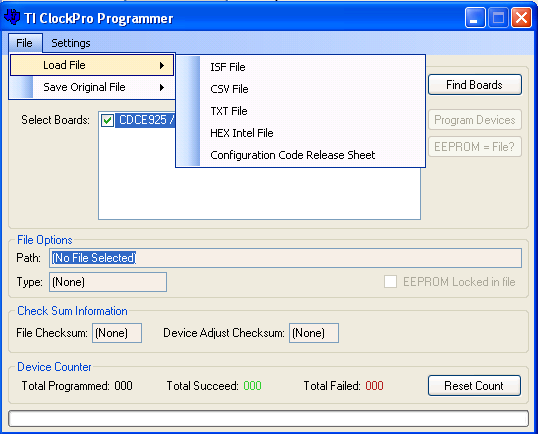 TI ClockPro Programmer
File Settings
Load File
Save Original File
ISF File
CSV File
TXT File
HEX Intel File
Configuration Code Release Sheet
Find Boards
Select Boards: CDCE925 /
Program Devices
EEPROM = File?
File Options
Path: (No File Selected)
Type: (None) EEPROM Locked in file
Check Sum Information
File Checksum: (None) Device Adjust Checksum: (None)
Device Counter
Total Programmed: 000 Total Succeed: 000 Total Failed: 000 Reset Count